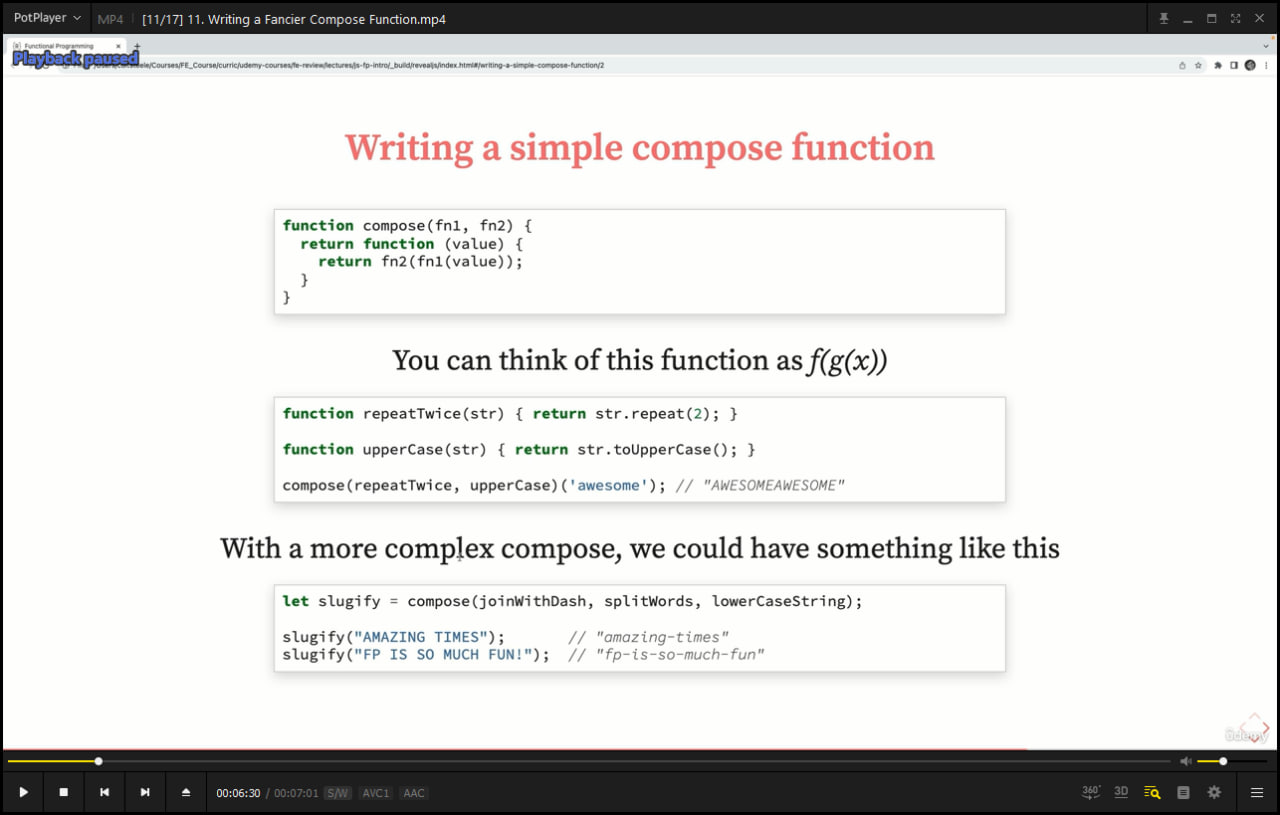 PotPlayer MP4 [11/17] 11. Writing a Fancier Compose Function.mp4
Functional Programming
Playback paused
/Courses/FE_Course/curric/udemy-courses/fe-review/lectures/js-fp-intro/_build/revealjs/index.html#/writing-a-simple-compose-function/2
Writing a simple compose function
function compose(fn1, fn2) {
  return function (value) {
    return fn2(fn1(value));
  }
}
You can think of this function as f(g(x))
function repeatTwice(str) { return str.repeat(2); }
function upperCase(str) { return str.toUpperCase(); }
compose(repeatTwice, upperCase)('awesome'); // "AWESOMEAWESOME"
With a more complex compose, we could have something like this
let slugify = compose(joinWithDash, splitWords, lowerCaseString);
slugify("AMAZING TIMES");       // "amazing-times"
slugify("FP IS SO MUCH FUN!");  // "fp-is-so-much-fun"
ûdemy
00:06:30 / 00:07:01 S/W AVC1 AAC
360° 3D